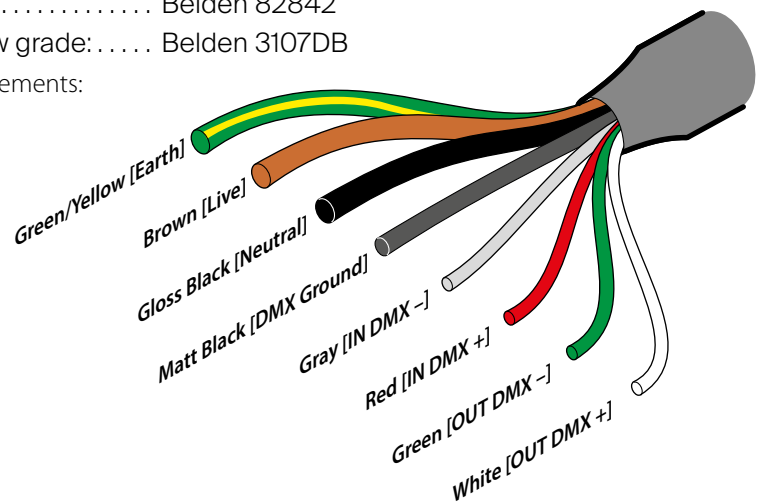 Belden 82842
grade:..... Belden 3107DB
ements:
Green/Yellow [Earth]
Brown [Live]
Gloss Black [Neutral]
Matt Black [DMX Ground]
Gray [IN DMX –]
Red [IN DMX +]
Green [OUT DMX –]
White [OUT DMX +]